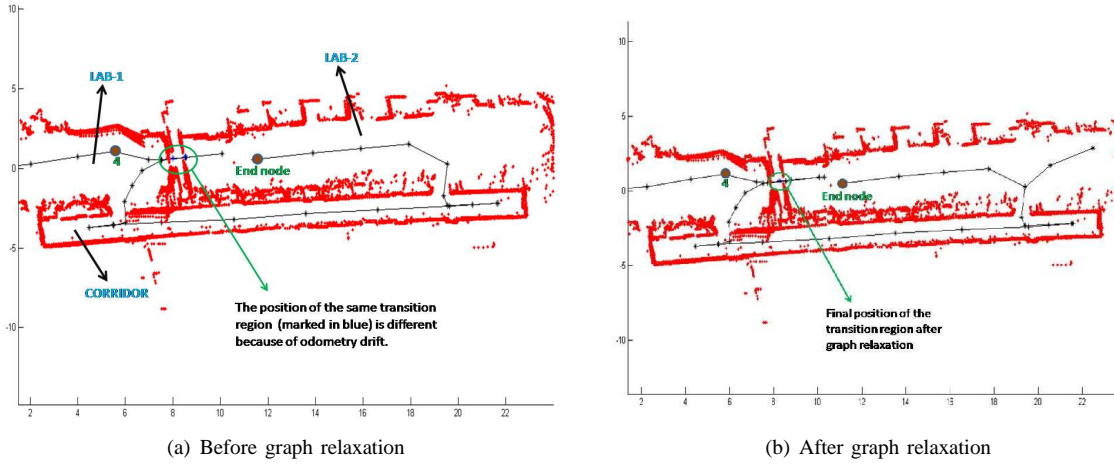 10
5
0
-5
-10
2 4 6 8 10 12 14 16 18 20 22
LAB-1
LAB-2
4
End node
CORRIDOR
The position of the same transition
region (marked in blue) is different
because of odometry drift.
(a) Before graph relaxation
10
5
0
-5
-10
2 4 6 8 10 12 14 16 18 20 22
4
End node
Final position of the
transition region after
graph relaxation
(b) After graph relaxation